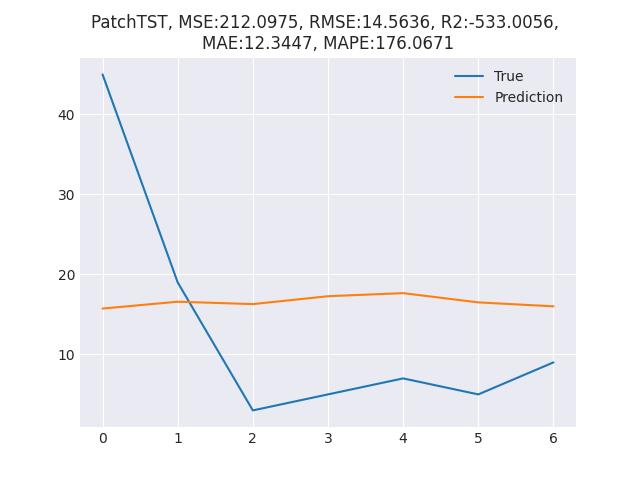 PatchTST, MSE:212.0975, RMSE:14.5636, R2:-533.0056,
MAE:12.3447, MAPE:176.0671
True
Prediction
40
30
20
10
0 1 2 3 4 5 6